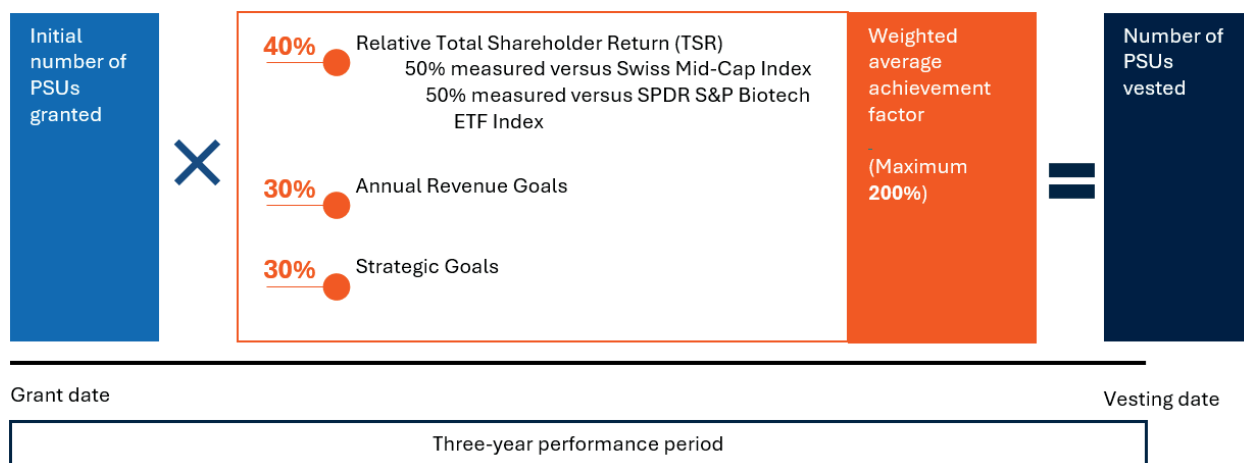 Initial
number of
PSUs
granted
40%
Relative Total Shareholder Return (TSR)
50% measured versus Swiss Mid-Cap Index
50% measured versus SPDR S&P Biotech
ETF Index
30%
Annual Revenue Goals
30%
Strategic Goals
Weighted
average
achievement
factor
(Maximum
200%)
Number of
PSUs
vested
Grant date
Vesting date
Three-year performance period